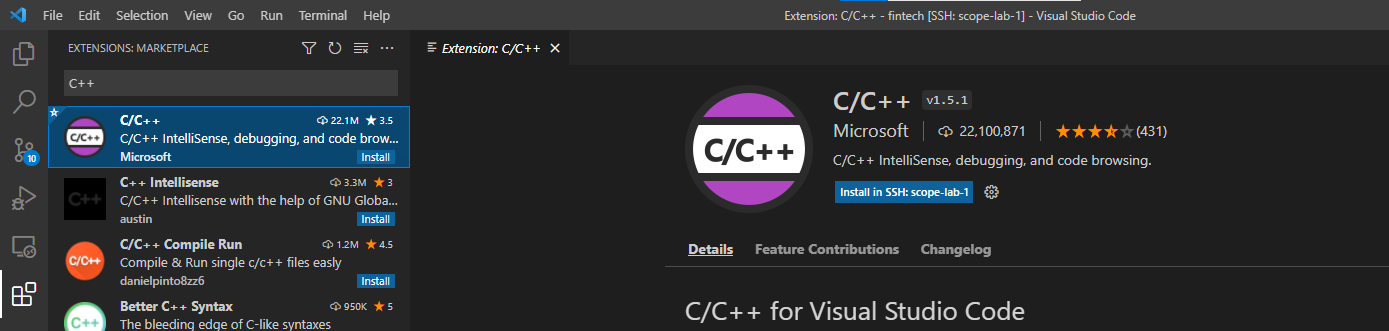 File Edit Selection View Go Run Terminal Help
Extension: C/C++ - fintech [SSH: scope-lab-1] - Visual Studio Code
EXTENSIONS: MARKETPLACE
C++
C/C++ 22.1M 3.5
C/C++ IntelliSense, debugging, and code brow...
Microsoft Install
C++ Intellisense 3.3M 3
C/C++ Intellisense with the help of GNU Globa...
austin Install
C/C++ Compile Run 1.2M 4.5
Compile & Run single c/c++ files easly
danielpinto8zz6 Install
Better C++ Syntax 950K 5
The bleeding edge of C-like syntaxes
10
C/C++
C++
C/C++
C++
Extension: C/C++
C/C++
C/C++ v1.5.1
Microsoft 22,100,871 (431)
C/C++ IntelliSense, debugging, and code browsing.
Install in SSH: scope-lab-1
Details Feature Contributions Changelog
C/C++ for Visual Studio Code